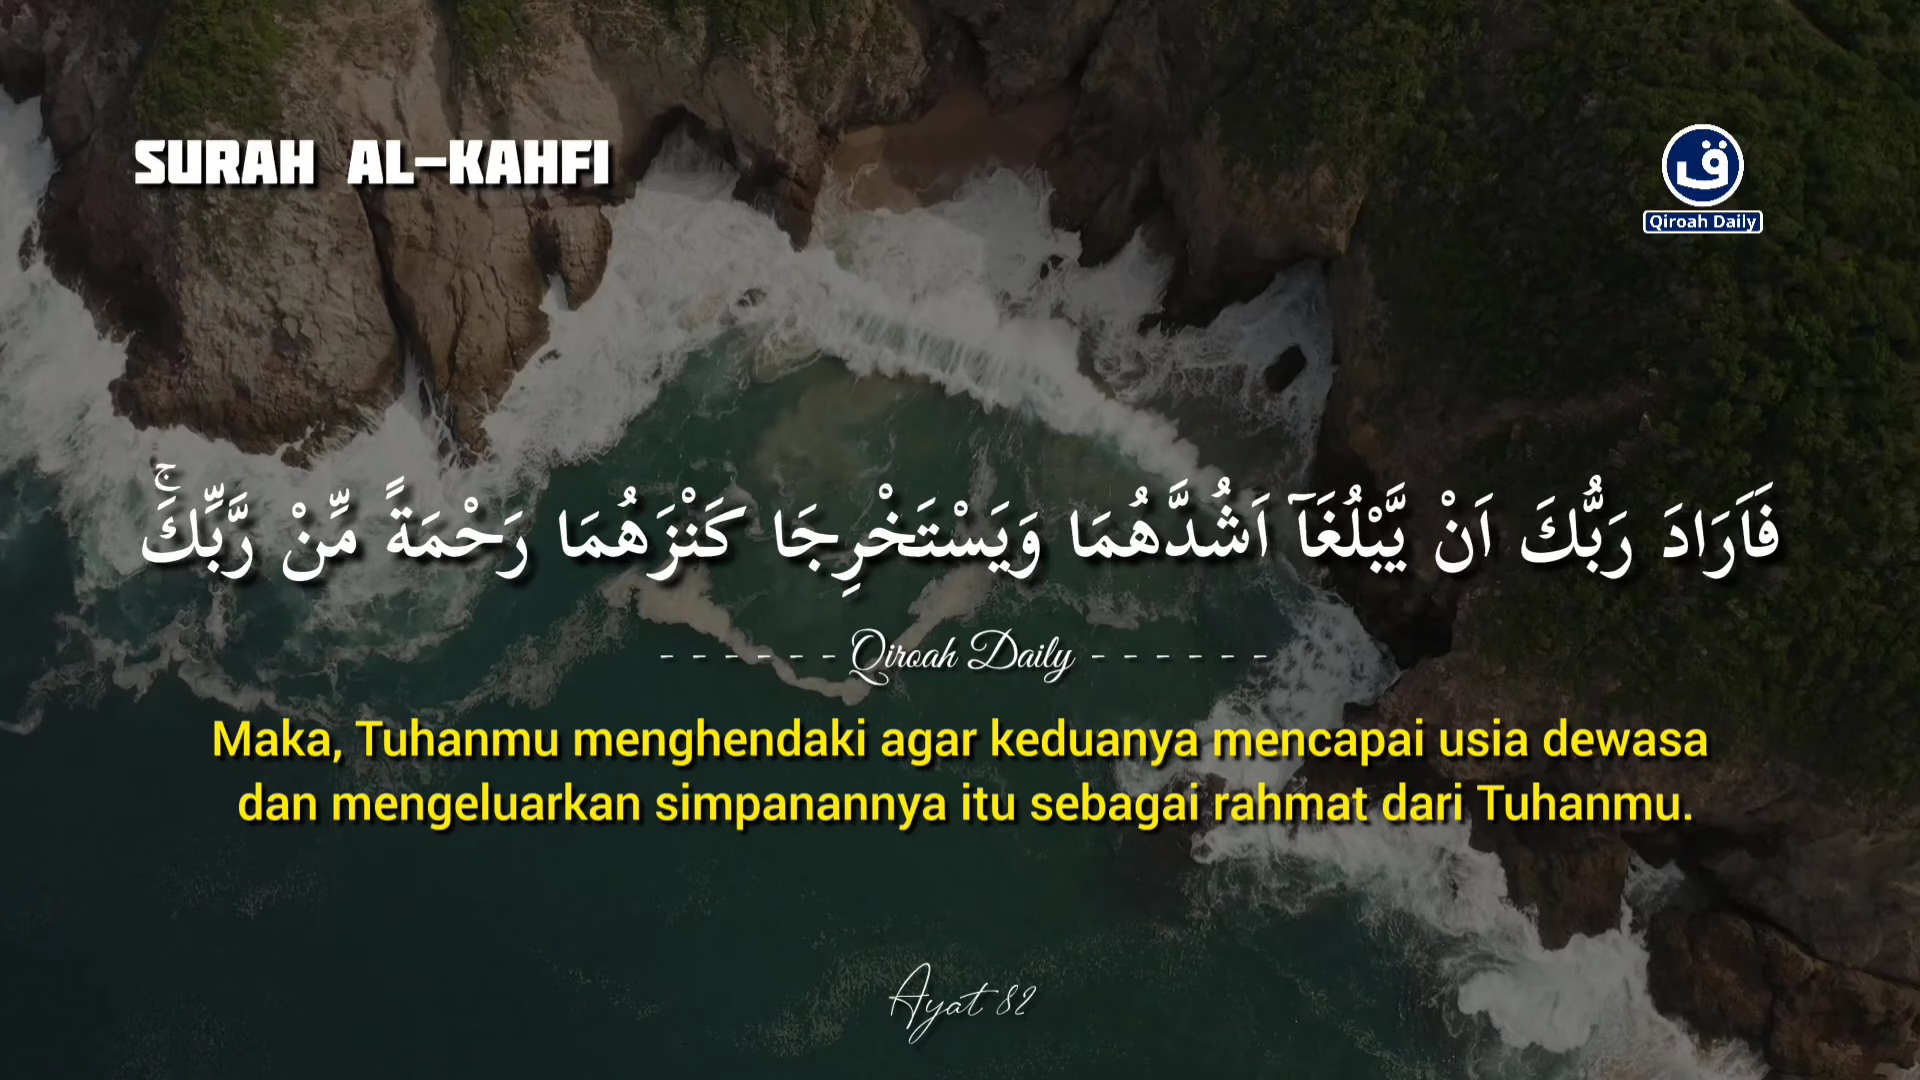 SURAH AL-KAHFI
ق
Qiroah Daily
فَاَرَادَ رَبُّكَ اَنْ يَّبْلُغَآ اَشُدَّهُمَا وَيَسْتَخْرِجَا كَنْزَهُمَا رَحْمَةً مِّنْ رَّبِّكَۚ
- - - - - - Qiroah Daily - - - - - -
Maka, Tuhanmu menghendaki agar keduanya mencapai usia dewasa
dan mengeluarkan simpanannya itu sebagai rahmat dari Tuhanmu.
Ayat 82